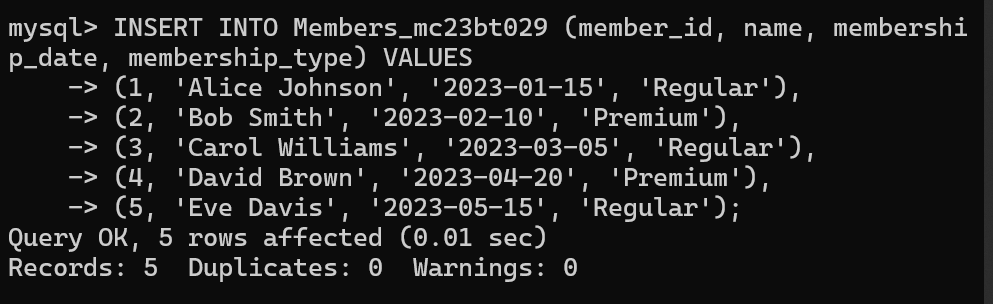 mysql> INSERT INTO Members_mc23bt029 (member_id, name, membershi
p_date, membership_type) VALUES
    -> (1, 'Alice Johnson', '2023-01-15', 'Regular'),
    -> (2, 'Bob Smith', '2023-02-10', 'Premium'),
    -> (3, 'Carol Williams', '2023-03-05', 'Regular'),
    -> (4, 'David Brown', '2023-04-20', 'Premium'),
    -> (5, 'Eve Davis', '2023-05-15', 'Regular');
Query OK, 5 rows affected (0.01 sec)
Records: 5  Duplicates: 0  Warnings: 0